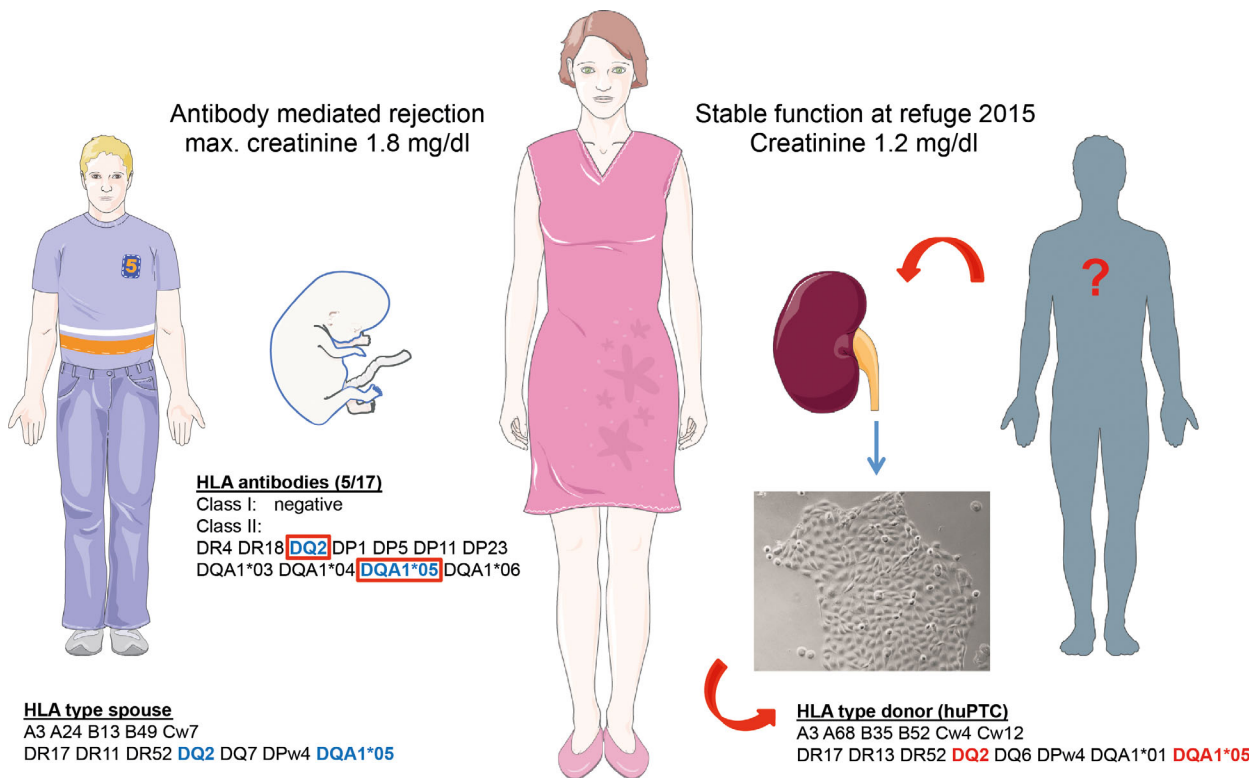 Antibody mediated rejection
max. creatinine 1.8 mg/dl
Stable function at refuge 2015
Creatinine 1.2 mg/dl
5
?
HLA antibodies (5/17)
Class I: negative
Class II:
DR4 DR18 DQ2 DP1 DP5 DP11 DP23
DQA1*03 DQA1*04 DQA1*05 DQA1*06
HLA type spouse
A3 A24 B13 B49 Cw7
DR17 DR11 DR52 DQ2 DQ7 DPw4 DQA1*05
HLA type donor (huPTC)
A3 A68 B35 B52 Cw4 Cw12
DR17 DR13 DR52 DQ2 DQ6 DPw4 DQA1*01 DQA1*05